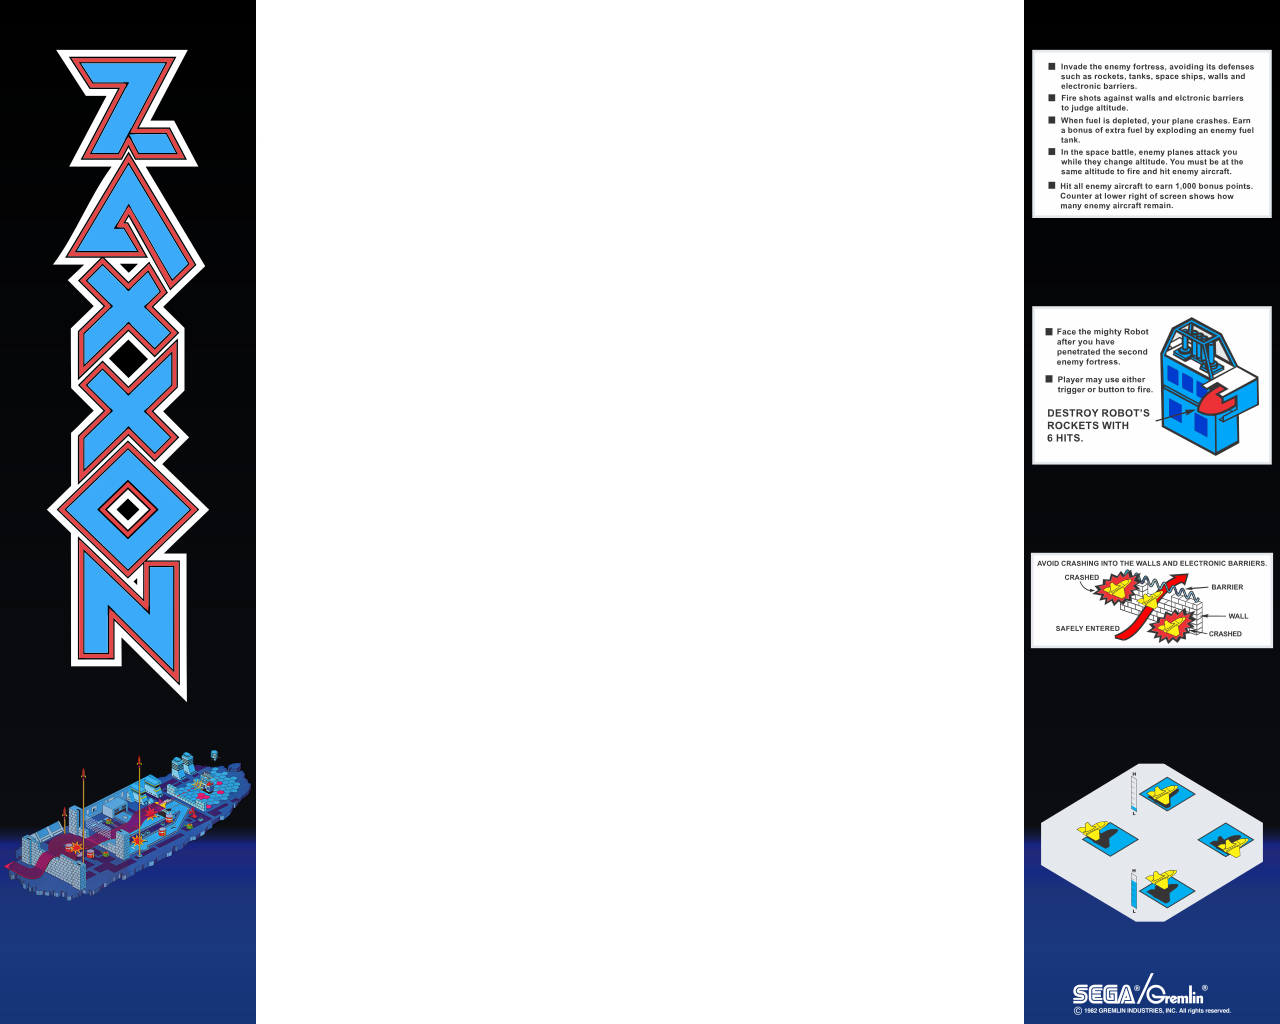 ZAXXON
Invade the enemy fortress, avoiding its defenses
such as rockets, tanks, space ships, walls and
electronic barriers.
Fire shots against walls and elctronic barriers
to judge altitude.
When fuel is depleted, your plane crashes. Earn
a bonus of extra fuel by exploding an enemy fuel
tank.
In the space battle, enemy planes attack you
while they change altitude. You must be at the
same altitude to fire and hit enemy aircraft.
Hit all enemy aircraft to earn 1,000 bonus points.
Counter at lower right of screen shows how
many enemy aircraft remain.
Face the mighty Robot
after you have
penetrated the second
enemy fortress.
Player may use either
trigger or button to fire.
DESTROY ROBOT'S
ROCKETS WITH
6 HITS.
AVOID CRASHING INTO THE WALLS AND ELECTRONIC BARRIERS.
CRASHED
BARRIER
WALL
SAFELY ENTERED
CRASHED
H
L
H
L
SEGA®/Gremlin®
© 1982 GREMLIN INDUSTRIES, INC. All rights reserved.